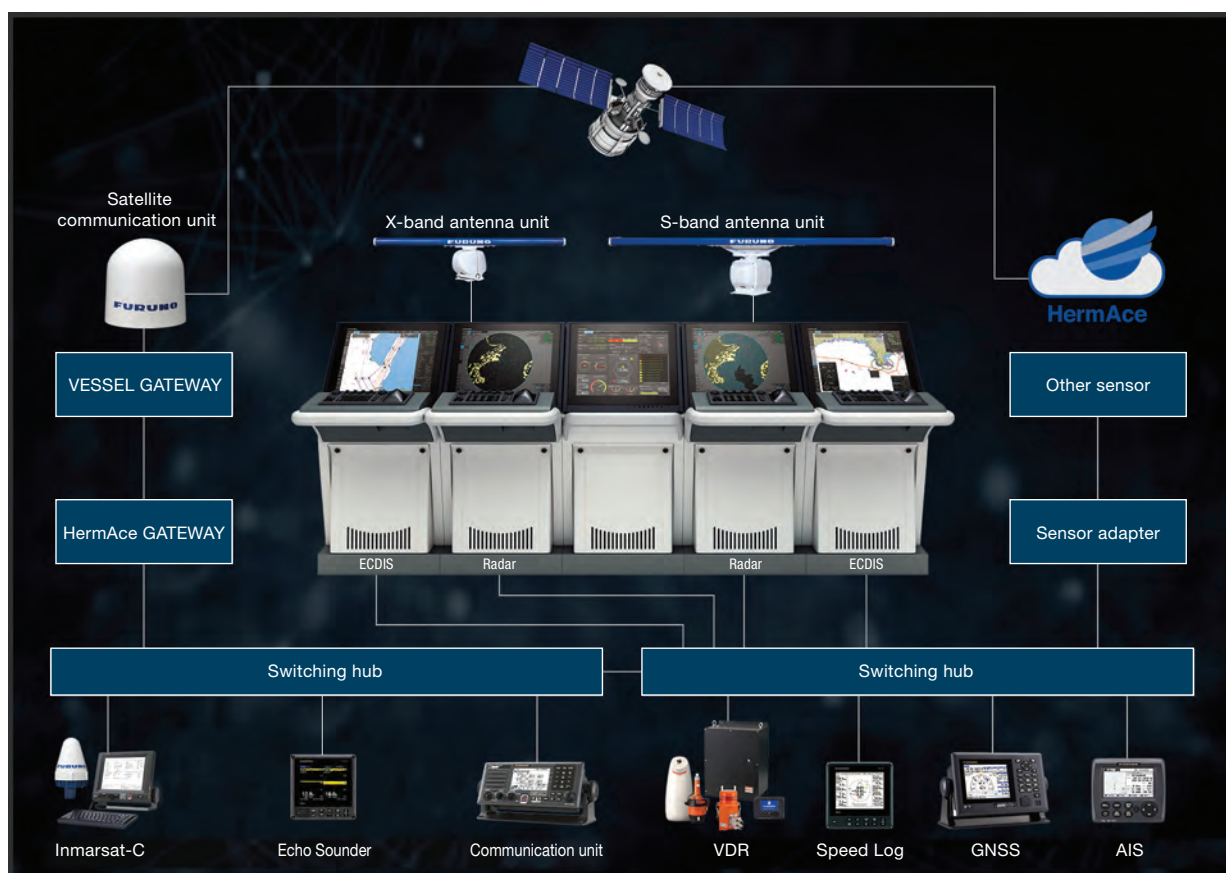 Satellite
communication unit
X-band antenna unit
S-band antenna unit
FURUNO
FURUNO
FURUNO
HermAce
VESSEL GATEWAY
Other sensor
HermAce GATEWAY
Sensor adapter
ECDIS
Radar
Radar
ECDIS
Switching hub
Switching hub
FURUNO
Inmarsat-C
Echo Sounder
Communication unit
VDR
Speed Log
GNSS
AIS